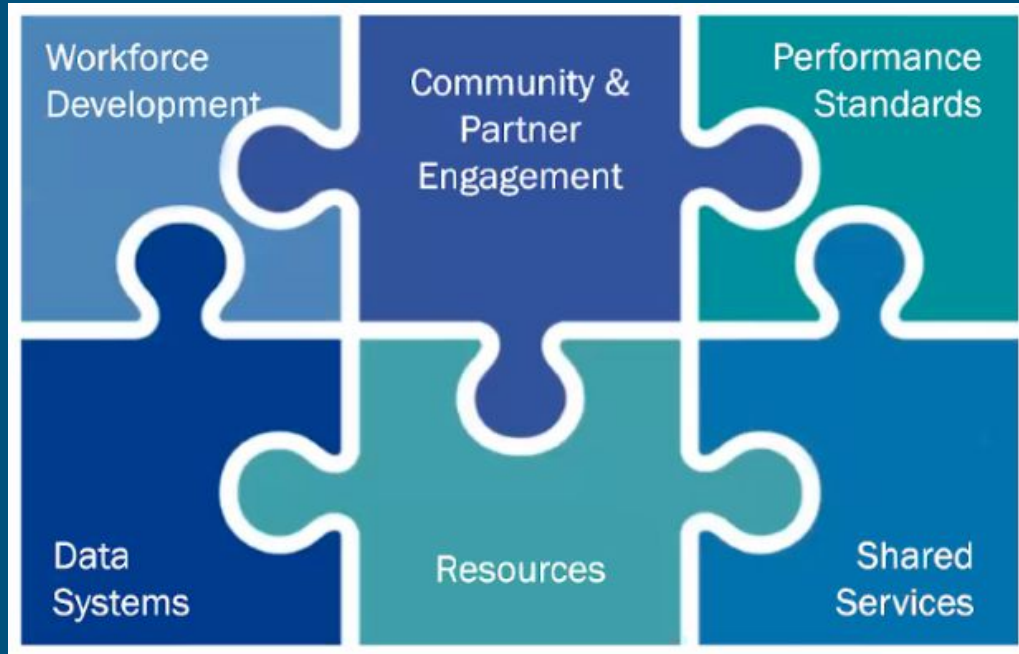 Workforce
Development
Community &
Partner
Engagement
Performance
Standards
Data
Systems
Resources
Shared
Services